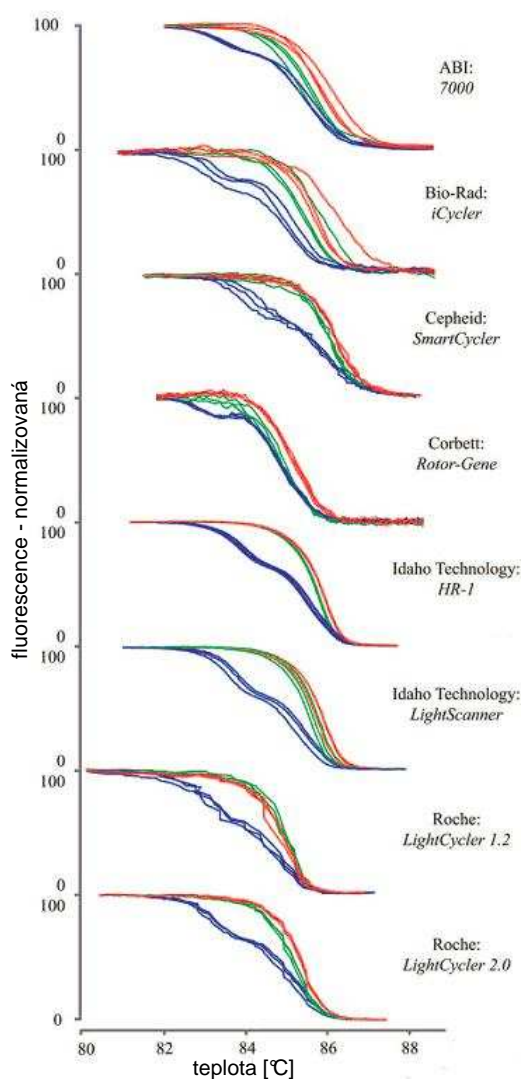 100
ABI:
7000
0
100
Bio-Rad:
iCycler
0
100
Cepheid:
SmartCycler
0
100
Corbett:
Rotor-Gene
0
100
Idaho Technology:
HR-1
0
100
Idaho Technology:
LightScanner
0
100
Roche:
LightCycler 1.2
0
100
Roche:
LightCycler 2.0
0
fluorescence - normalizovaná
80 82 84 86 88
teplota [°C]